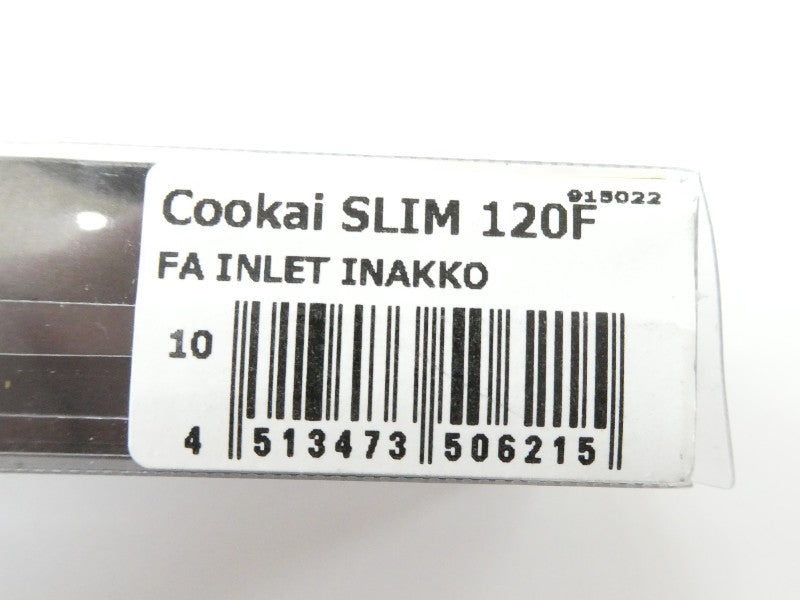 Cookai SLIM 120F 915022
FA INLET INAKKO
10
4 513473 506215